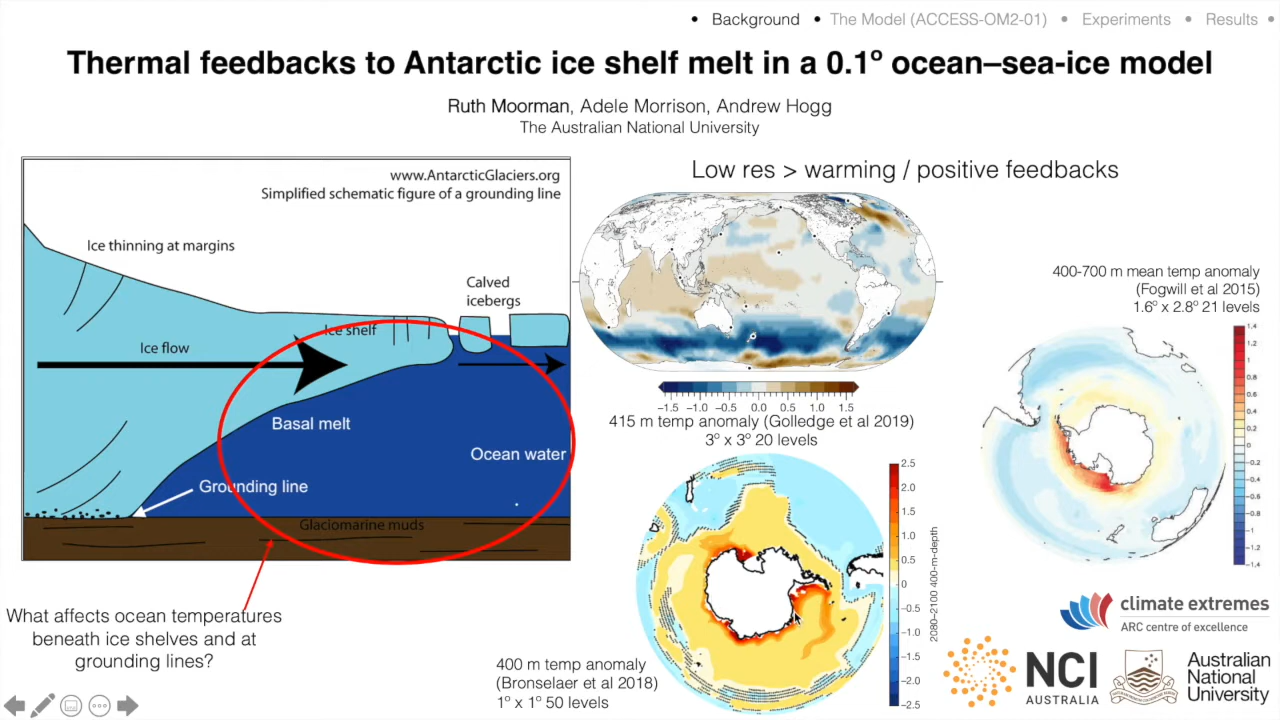 • Background • The Model (ACCESS-OM2-01) • Experiments • Results •
Thermal feedbacks to Antarctic ice shelf melt in a 0.1º ocean–sea-ice model
Ruth Moorman, Adele Morrison, Andrew Hogg
The Australian National University
www.AntarcticGlaciers.org
Simplified schematic figure of a grounding line
Ice thinning at margins
Calved
icebergs
Ice shelf
Ice flow
Basal melt
Ocean water
Grounding line
Glaciomarine muds
What affects ocean temperatures
beneath ice shelves and at
grounding lines?
Low res > warming / positive feedbacks
−1.5 −1.0 −0.5 0.0 0.5 1.0 1.5
415 m temp anomaly (Golledge et al 2019)
3º x 3º 20 levels
400-700 m mean temp anomaly
(Fogwill et al 2015)
1.6º x 2.8º 21 levels
1.4
1.2
1
0.8
0.6
0.4
0.2
0
-0.2
-0.4
-0.6
-0.8
-1
-1.2
-1.4
2.5
2.0
1.5
1.0
0.5
0
−0.5
−1.0
−1.5
−2.0
−2.5
2080–2100 400-m-depth
400 m temp anomaly
(Bronselaer et al 2018)
1º x 1º 50 levels
climate extremes
ARC centre of excellence
NCI
AUSTRALIA
Australian
National
University